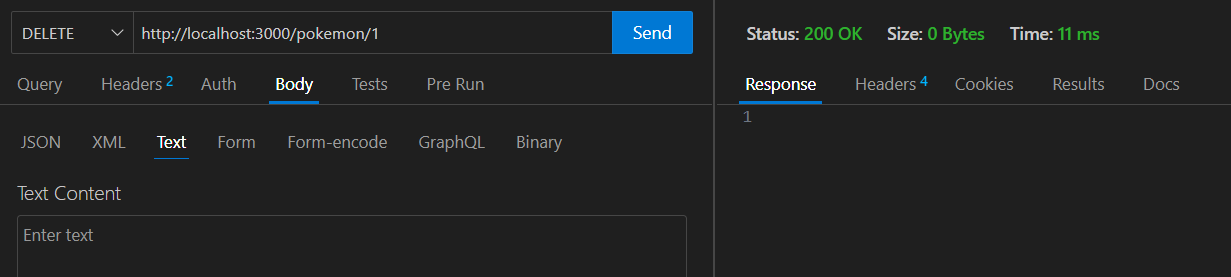 DELETE http://localhost:3000/pokemon/1 Send
Query Headers 2 Auth Body Tests Pre Run
JSON XML Text Form Form-encode GraphQL Binary
Text Content
Enter text
Status: 200 OK Size: 0 Bytes Time: 11 ms
Response Headers 4 Cookies Results Docs
1